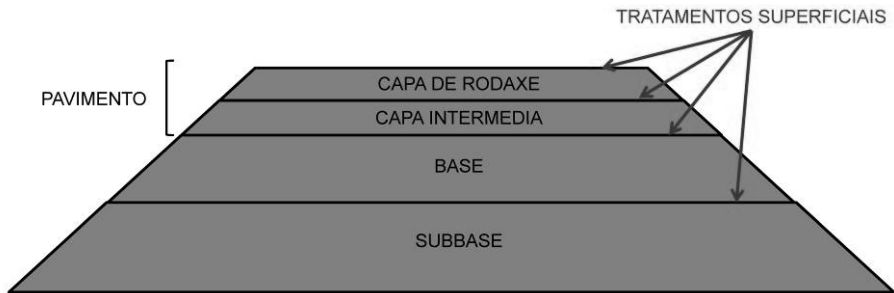 TRATAMENTOS SUPERFICIAIS
CAPA DE RODAXE
PAVIMENTO
CAPA INTERMEDIA
BASE
SUBBASE